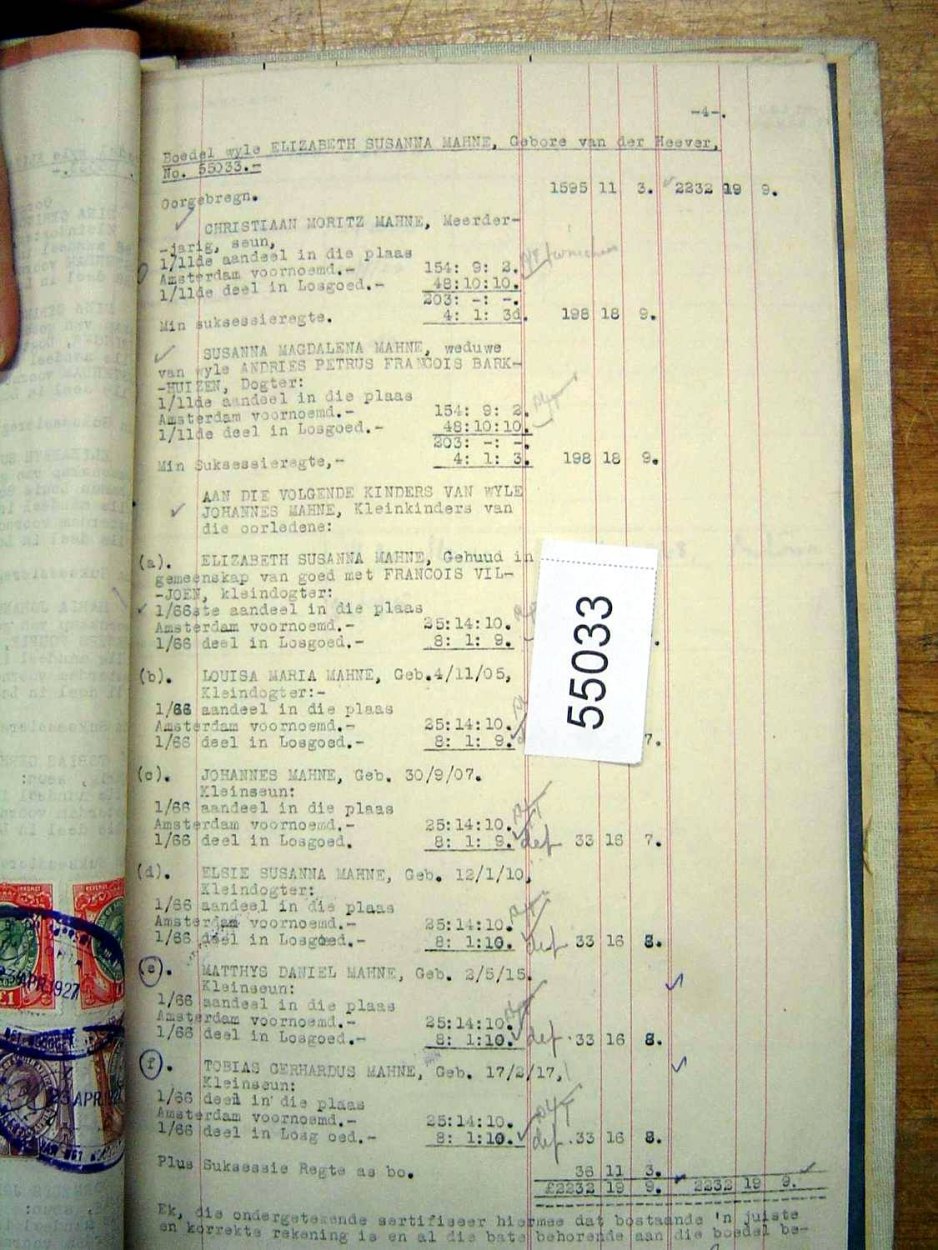 -4-.
Boedel wyle ELIZABETH SUSANNA MAHNE, Gebore van der Heever,
No. 55033.-
Oorgebregn. 1595 11 3. 2232 19 9.
CHRISTIAAN MORITZ MAHNE, Meerder-
-jarig, seun,
1/11de aandeel in die plaas
Amsterdam voornoemd.- 154: 9: 2.
1/11de deel in Losgoed.- 48:10:10.
203: -: -.
Min suksessieregte. 4: 1: 3d. 198 18 9.
SUSANNA MAGDALENA MAHNE, weduwe
van wyle ANDRIES PETRUS FRANCOIS BARK-
-HUIZEN, Dogter:
1/11de aandeel in die plaas
Amsterdam voornoemd.- 154: 9: 2.
1/11de deel in Losgoed.- 48:10:10.
203: -: -.
Min Suksessieregte,- 4: 1: 3. 198 18 9.
AAN DIE VOLGENDE KINDERS VAN WYLE
JOHANNES MAHNE, Kleinkinders van
die oorledene:
(a). ELIZABETH SUSANNA MAHNE, Gehuud in
gemeenskap van goed met FRANCOIS VIL-
-JOEN, kleindogter:
1/66ste aandeel in die plaas
Amsterdam voornoemd.- 25:14:10.
1/66 deel in Losgoed.- 8: 1: 9.
55033
(b). LOUISA MARIA MAHNE, Geb.4/11/05,
Kleindogter:-
1/66 aandeel in die plaas
Amsterdam voornoemd.- 25:14:10.
1/66 deel in Losgoed.- 8: 1: 9. 7.
(c). JOHANNES MAHNE, Geb. 30/9/07.
Kleinseun:
1/66 aandeel in die plaas
Amsterdam voornoemd.- 25:14:10.
1/66 deel in Losgoed. 8: 1: 9. def 33 16 7.
(d). ELSIE SUSANNA MAHNE, Geb. 12/1/10,
Kleindogter:
1/66 aandeel in die plaas
Amsterdam voornoemd.- 25:14:10.
1/66 deel in Losgoed.- 8: 1:10. def 33 16 8.
(e). MATTHYS DANIEL MAHNE, Geb. 2/5/15.
Kleinseun:
1/66 aandeel in die plaas
Amsterdam voornoemd.- 25:14:10.
1/66 deel in Losgoed.- 8: 1:10. def 33 16 8.
(f). TOBIAS GERHARDUS MAHNE, Geb. 17/2/17,
Kleinseun:
1/66 deel in die plaas
Amsterdam voornoemd.- 25:14:10.
1/66 deel in Losg oed.- 8: 1:10. def 33 16 8.
Plus Suksessie Regte as bo. 36 11 3.
£2232 19 9. 2232 19 9.
Ek, die ondergetekende sertifiseer hiermee dat bostaande 'n juiste
en korrekte rekening is en al die bate behorende aan die boedel be-
APR 1927
23 APR